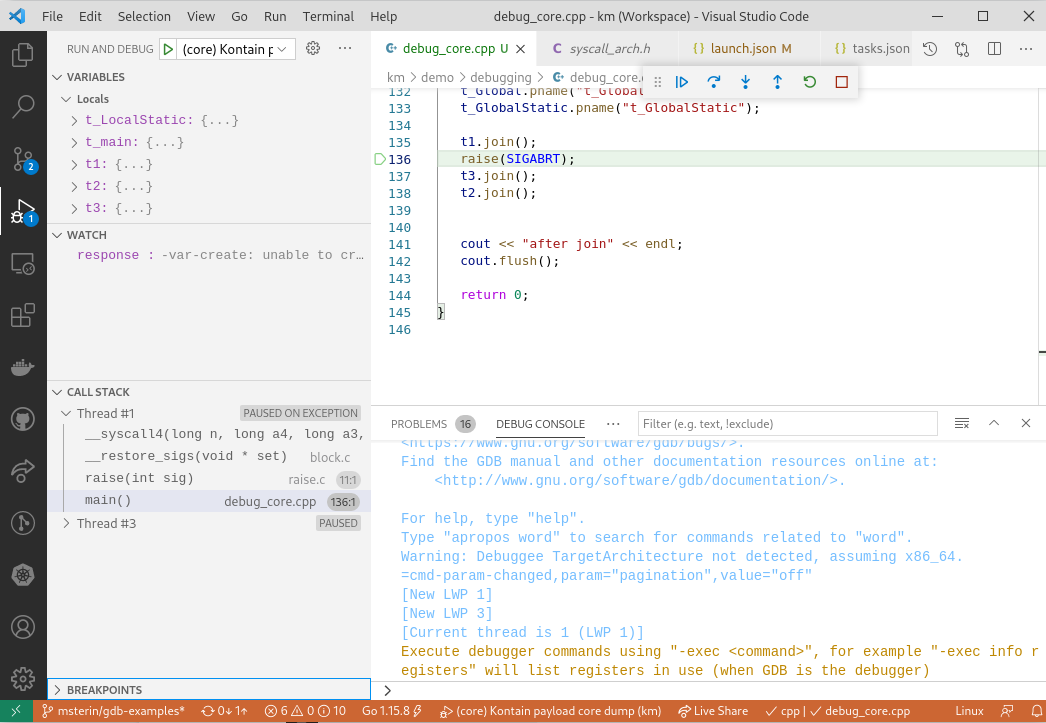 File Edit Selection View Go Run Terminal Help debug_core.cpp - km (Workspace) - Visual Studio Code
RUN AND DEBUG (core) Kontain p
VARIABLES
Locals
t_LocalStatic: {...}
t_main: {...}
t1: {...}
t2: {...}
t3: {...}
WATCH
response : -var-create: unable to cr…
CALL STACK
Thread #1 PAUSED ON EXCEPTION
__syscall4(long n, long a4, long a3,
__restore_sigs(void * set) block.c
raise(int sig) raise.c 11:1
main() debug_core.cpp 136:1
Thread #3 PAUSED
BREAKPOINTS
2
1
debug_core.cpp U syscall_arch.h {} launch.json M {} tasks.json
km > demo > debugging > debug_core.
132 t_Global.pname("t_Global
133 t_GlobalStatic.pname("t_GlobalStatic");
134
135 t1.join();
136 raise(SIGABRT);
137 t3.join();
138 t2.join();
139
140
141 cout << "after join" << endl;
142 cout.flush();
143
144 return 0;
145 }
146
PROBLEMS 16 DEBUG CONSOLE ··· Filter (e.g. text, !exclude)
<https://www.gnu.org/software/gdb/bugs/>.
Find the GDB manual and other documentation resources online at:
<http://www.gnu.org/software/gdb/documentation/>.
For help, type "help".
Type "apropos word" to search for commands related to "word".
Warning: Debuggee TargetArchitecture not detected, assuming x86_64.
=cmd-param-changed,param="pagination",value="off"
[New LWP 1]
[New LWP 3]
[Current thread is 1 (LWP 1)]
Execute debugger commands using "-exec <command>", for example "-exec info r
egisters" will list registers in use (when GDB is the debugger)
>
msterin/gdb-examples* 0↓ 1↑ 6 0 10 Go 1.15.8 (core) Kontain payload core dump (km) Live Share cpp | debug_core.cpp Linux